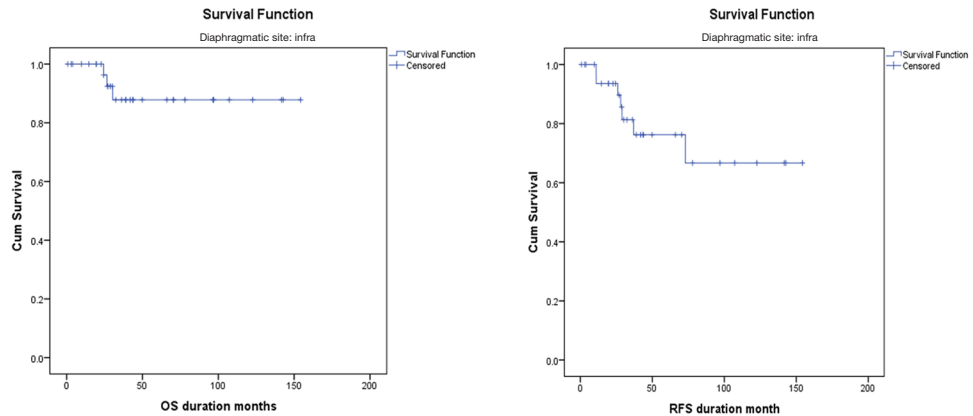 Survival Function
Diaphragmatic site: infra
Survival Function
Censored
1.0
0.8
0.6
0.4
0.2
0.0
Cum Survival
0
50
100
150
200
OS duration months
Survival Function
Diaphragmatic site: infra
Survival Function
Censored
1.0
0.8
0.6
0.4
0.2
0.0
Cum Survival
0
50
100
150
200
RFS duration month